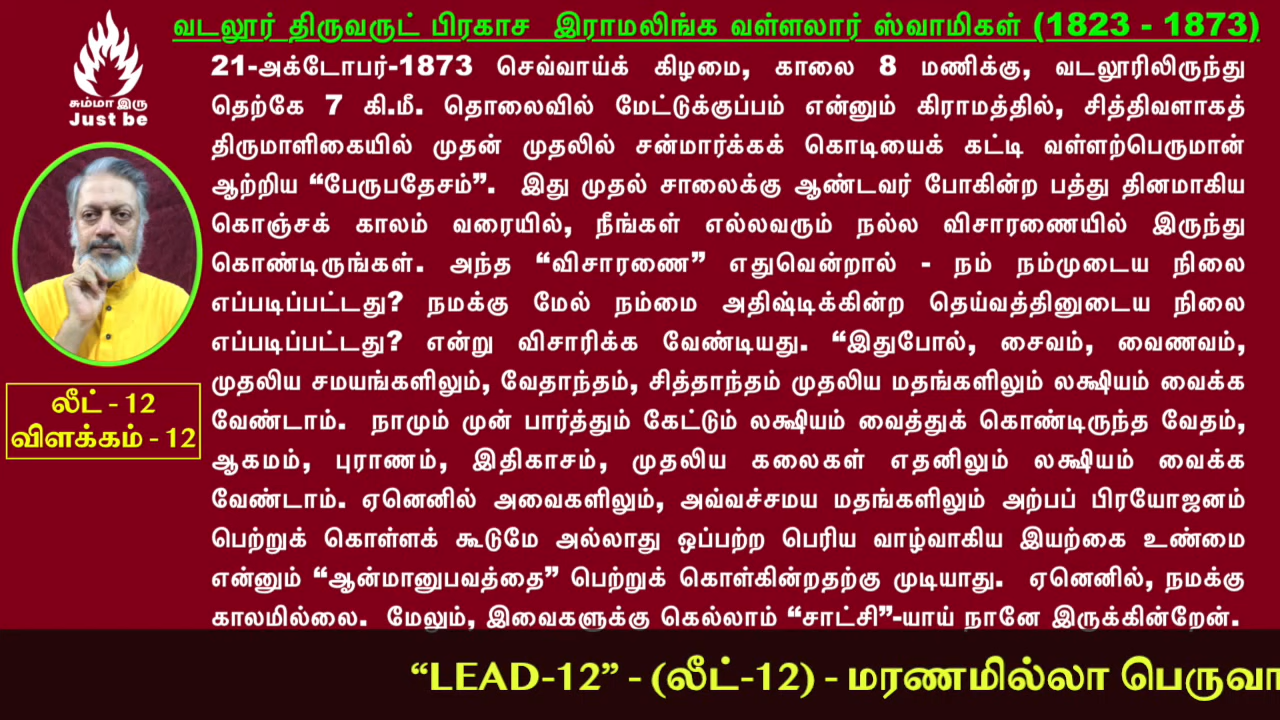 வடலூர் திருவருட் பிரகாச இராமலிங்க வள்ளலார் ஸ்வாமிகள் (1823 - 1873)
சும்மா இரு
Just be
21-அக்டோபர்-1873 செவ்வாய்க் கிழமை, காலை 8 மணிக்கு, வடலூரிலிருந்து
தெற்கே 7 கி.மீ. தொலைவில் மேட்டுக்குப்பம் என்னும் கிராமத்தில், சித்திவளாகத்
திருமாளிகையில் முதன் முதலில் சன்மார்க்கக் கொடியைக் கட்டி வள்ளற்பெருமான்
ஆற்றிய “பேருபதேசம்”. இது முதல் சாலைக்கு ஆண்டவர் போகின்ற பத்து தினமாகிய
கொஞ்சக் காலம் வரையில், நீங்கள் எல்லவரும் நல்ல விசாரணையில் இருந்து
கொண்டிருங்கள். அந்த “விசாரணை” எதுவென்றால் - நம் நம்முடைய நிலை
எப்படிப்பட்டது? நமக்கு மேல் நம்மை அதிஷ்டிக்கின்ற தெய்வத்தினுடைய நிலை
எப்படிப்பட்டது? என்று விசாரிக்க வேண்டியது. “இதுபோல், சைவம், வைணவம்,
முதலிய சமயங்களிலும், வேதாந்தம், சித்தாந்தம் முதலிய மதங்களிலும் லக்ஷியம் வைக்க
வேண்டாம். நாமும் முன் பார்த்தும் கேட்டும் லக்ஷியம் வைத்துக் கொண்டிருந்த வேதம்,
ஆகமம், புராணம், இதிகாசம், முதலிய கலைகள் எதனிலும் லக்ஷியம் வைக்க
வேண்டாம். ஏனெனில் அவைகளிலும், அவ்வச்சமய மதங்களிலும் அற்பப் பிரயோஜனம்
பெற்றுக் கொள்ளக் கூடுமே அல்லாது ஒப்பற்ற பெரிய வாழ்வாகிய இயற்கை உண்மை
என்னும் “ஆன்மானுபவத்தை” பெற்றுக் கொள்கின்றதற்கு முடியாது. ஏனெனில், நமக்கு
காலமில்லை. மேலும், இவைகளுக்கு கெல்லாம் “சாட்சி”-யாய் நானே இருக்கின்றேன்.
லீட் - 12
விளக்கம் - 12
“LEAD-12” - (லீட்-12) - மரணமில்லா பெருவா